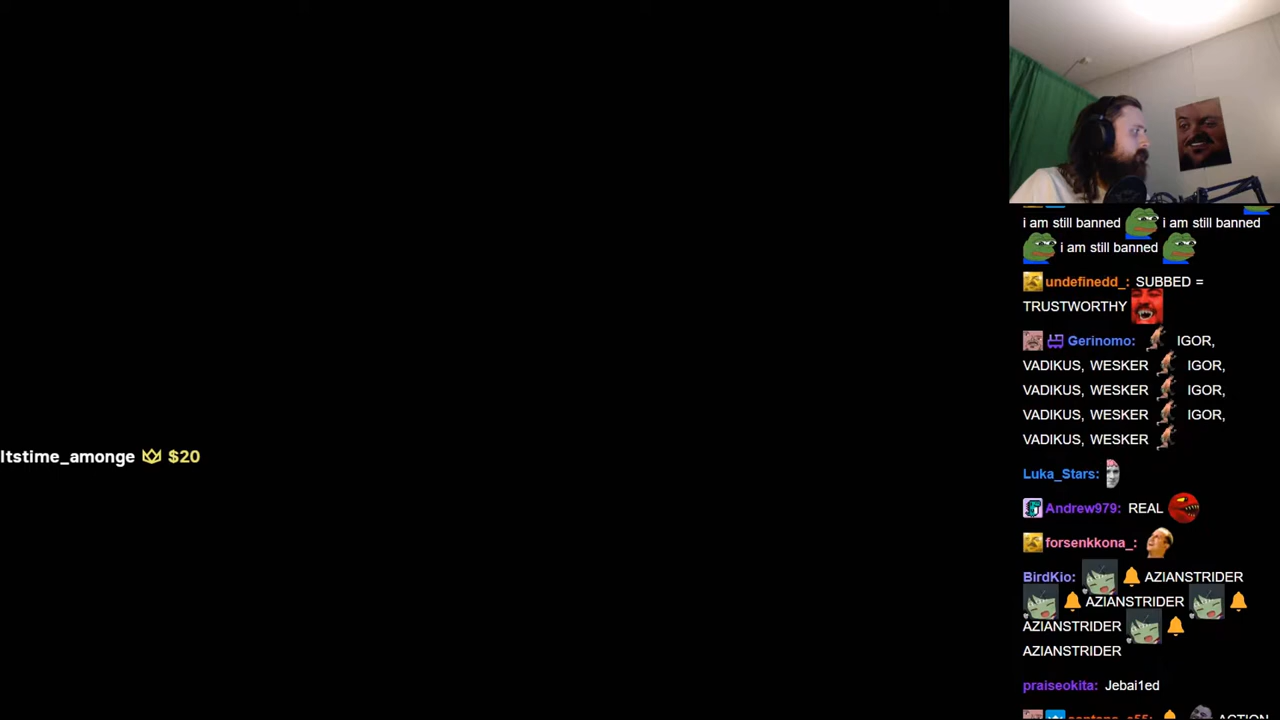 Itstime_amonge $20
i am still banned i am still banned
i am still banned
undefinedd_: SUBBED =
TRUSTWORTHY
Gerinomo: IGOR,
VADIKUS, WESKER IGOR,
VADIKUS, WESKER IGOR,
VADIKUS, WESKER IGOR,
VADIKUS, WESKER
Luka_Stars:
Andrew979: REAL
forsenkkona_:
BirdKio: AZIANSTRIDER
AZIANSTRIDER
AZIANSTRIDER
AZIANSTRIDER
praiseokita: Jebai1ed
ACTION